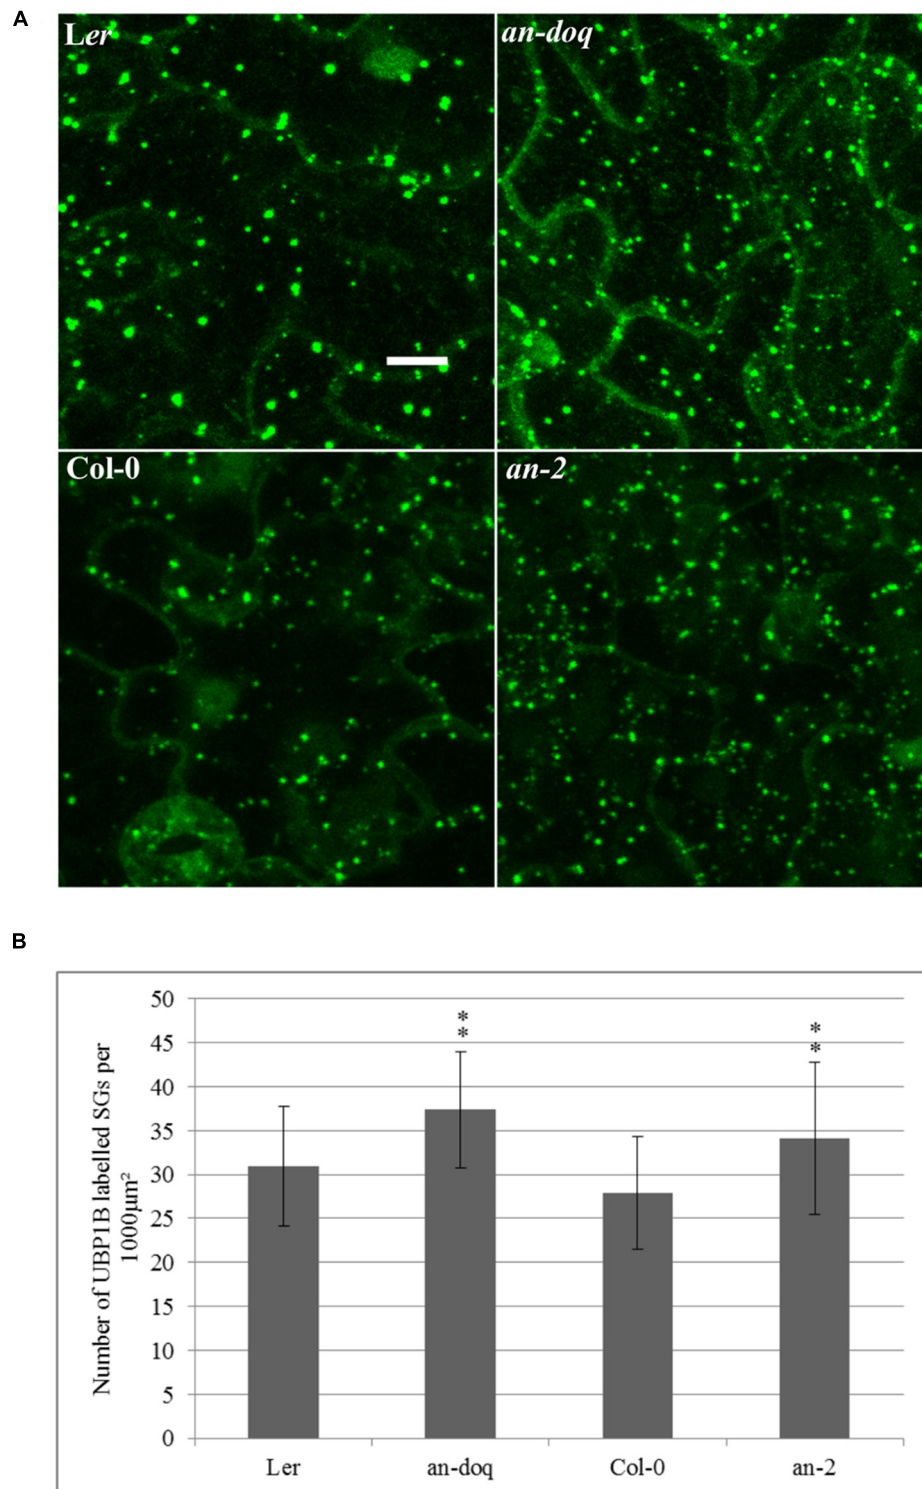 A
Ler
an-doq
Col-0
an-2
B
Number of UBP1B labelled SGs per
1000µm²
50
45
40
35
30
25
20
15
10
5
0
* *
* *
Ler
an-doq
Col-0
an-2